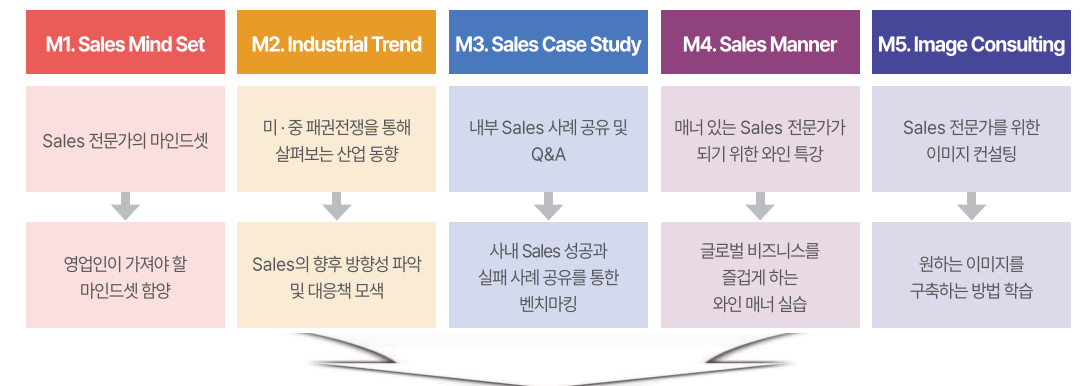 M1. Sales Mind Set
M2. Industrial Trend
M3. Sales Case Study
M4. Sales Manner
M5. Image Consulting
Sales 전문가의 마인드셋
미 · 중 패권전쟁을 통해
살펴보는 산업 동향
내부 Sales 사례 공유 및
Q&A
매너 있는 Sales 전문가가
되기 위한 와인 특강
Sales 전문가를 위한
이미지 컨설팅
영업인이 가져야 할
마인드셋 함양
Sales의 향후 방향성 파악
및 대응책 모색
사내 Sales 성공과
실패 사례 공유를 통한
벤치마킹
글로벌 비즈니스를
즐겁게 하는
와인 매너 실습
원하는 이미지를
구축하는 방법 학습